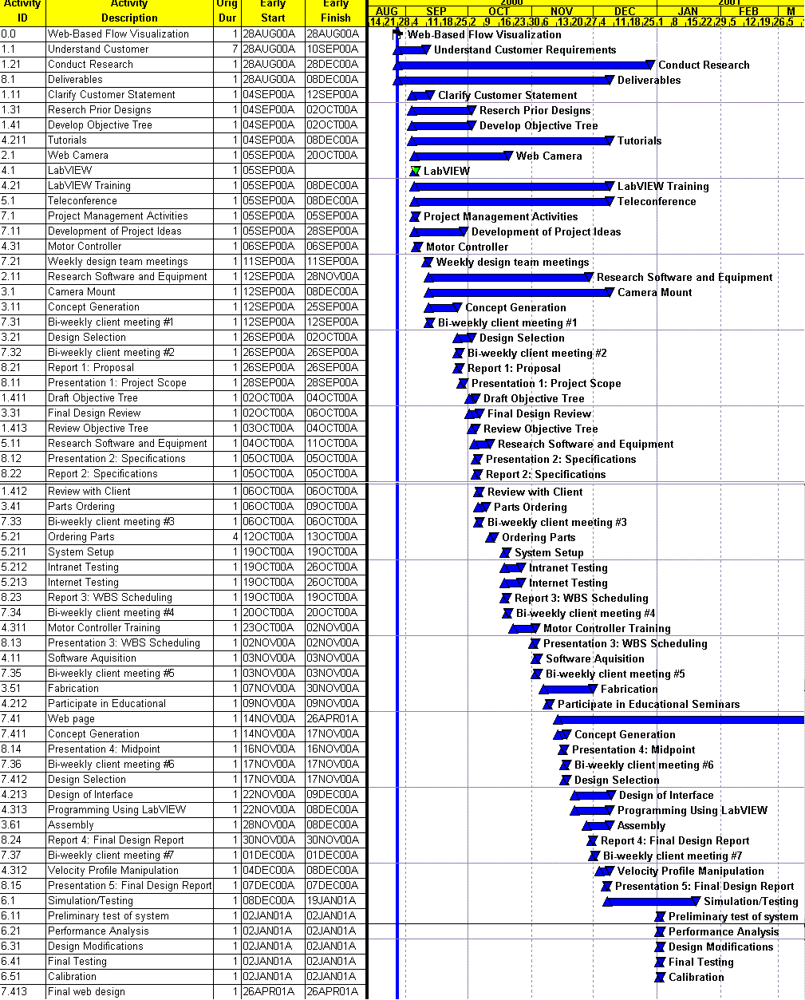 Activity Activity Orig Early Early 2000 2001
ID Description Dur Start Finish AUG SEP OCT NOV DEC JAN FEB M
14 21 28 4 11 18 25 2 9 16 23 30 6 13 20 27 4 11 18 25 1 8 15 22 29 5 12 19 26 5
0.0 Web-Based Flow Visualization 1 28AUG00A 28AUG00A Web-Based Flow Visualization
1.1 Understand Customer 7 28AUG00A 10SEP00A Understand Customer Requirements
1.21 Conduct Research 1 28AUG00A Conduct Research
8.1 Deliverables 1 28AUG00A 08DEC00A Deliverables
1.11 Clarify Customer Statement 1 04SEP00A 12SEP00A Clarify Customer Statement
1.31 Reserch Prior Designs 1 04SEP00A 02OCT00A Reserch Prior Designs
1.41 Develop Objective Tree 1 04SEP00A 02OCT00A Develop Objective Tree
4.211 Tutorials 1 04SEP00A 08DEC00A Tutorials
2.1 Web Camera 1 05SEP00A 20OCT00A Web Camera
4.1 LabVIEW 1 05SEP00A LabVIEW
4.21 LabVIEW Training 1 05SEP00A 08DEC00A LabVIEW Training
5.1 Teleconference 1 05SEP00A 08DEC00A Teleconference
7.1 Project Management Activities 1 05SEP00A 05SEP00A Project Management Activities
7.11 Development of Project Ideas 1 05SEP00A 28SEP00A Development of Project Ideas
4.31 Motor Controller 1 06SEP00A 06SEP00A Motor Controller
7.21 Weekly design team meetings 1 11SEP00A 11SEP00A Weekly design team meetings
2.11 Research Software and Equipment 1 12SEP00A 28NOV00A Research Software and Equipment
3.1 Camera Mount 1 12SEP00A 08DEC00A Camera Mount
3.11 Concept Generation 1 12SEP00A 25SEP00A Concept Generation
7.31 Bi-weekly client meeting #1 1 12SEP00A 12SEP00A Bi-weekly client meeting #1
3.21 Design Selection 1 26SEP00A 02OCT00A Design Selection
7.32 Bi-weekly client meeting #2 1 26SEP00A 26SEP00A Bi-weekly client meeting #2
8.21 Report 1: Proposal 1 26SEP00A 26SEP00A Report 1: Proposal
8.11 Presentation 1: Project Scope 1 28SEP00A 28SEP00A Presentation 1: Project Scope
1.411 Draft Objective Tree 1 02OCT00A 04OCT00A Draft Objective Tree
3.31 Final Design Review 1 02OCT00A 06OCT00A Final Design Review
1.413 Review Objective Tree 1 03OCT00A 04OCT00A Review Objective Tree
5.11 Research Software and Equipment 1 04OCT00A 11OCT00A Research Software and Equipment
8.12 Presentation 2: Specifications 1 05OCT00A 05OCT00A Presentation 2: Specifications
8.22 Report 2: Specifications 1 05OCT00A 05OCT00A Report 2: Specifications
1.412 Review with Client 1 06OCT00A 06OCT00A Review with Client
3.41 Parts Ordering 1 06OCT00A 09OCT00A Parts Ordering
7.33 Bi-weekly client meeting #3 1 06OCT00A 06OCT00A Bi-weekly client meeting #3
5.21 Ordering Parts 4 12OCT00A 13OCT00A Ordering Parts
5.211 System Setup 1 19OCT00A 19OCT00A System Setup
5.212 Intranet Testing 1 19OCT00A 26OCT00A Intranet Testing
5.213 Internet Testing 1 19OCT00A 26OCT00A Internet Testing
8.23 Report 3: WBS Scheduling 1 19OCT00A 19OCT00A Report 3: WBS Scheduling
7.34 Bi-weekly client meeting #4 1 20OCT00A 20OCT00A Bi-weekly client meeting #4
4.311 Motor Controller Training 1 23OCT00A 02NOV00A Motor Controller Training
8.13 Presentation 3: WBS Scheduling 1 02NOV00A 02NOV00A Presentation 3: WBS Scheduling
4.11 Software Aquisition 1 03NOV00A 03NOV00A Software Aquisition
7.35 Bi-weekly client meeting #5 1 03NOV00A 03NOV00A Bi-weekly client meeting #5
3.51 Fabrication 1 07NOV00A 30NOV00A Fabrication
4.212 Participate in Educational 1 09NOV00A 09NOV00A Participate in Educational Seminars
7.41 Web page 1 14NOV00A 26APR01A
7.411 Concept Generation 1 14NOV00A 17NOV00A Concept Generation
8.14 Presentation 4: Midpoint 1 16NOV00A 16NOV00A Presentation 4: Midpoint
7.36 Bi-weekly client meeting #6 1 17NOV00A 17NOV00A Bi-weekly client meeting #6
7.412 Design Selection 1 17NOV00A 17NOV00A Design Selection
4.213 Design of Interface 1 22NOV00A 09DEC00A Design of Interface
4.313 Programming Using LabVIEW 1 22NOV00A 08DEC00A Programming Using LabVIEW
3.61 Assembly 1 28NOV00A 08DEC00A Assembly
8.24 Report 4: Final Design Report 1 30NOV00A 30NOV00A Report 4: Final Design Report
7.37 Bi-weekly client meeting #7 1 01DEC00A 01DEC00A Bi-weekly client meeting #7
4.312 Velocity Profile Manipulation 1 04DEC00A 08DEC00A Velocity Profile Manipulation
8.15 Presentation 5: Final Design Report 1 07DEC00A 07DEC00A Presentation 5: Final Design Report
6.1 Simulation/Testing 1 08DEC00A 19JAN01A Simulation/Testing
6.11 Preliminary test of system 1 02JAN01A 02JAN01A Preliminary test of system
6.21 Performance Analysis 1 02JAN01A 02JAN01A Performance Analysis
6.31 Design Modifications 1 02JAN01A 02JAN01A Design Modifications
6.41 Final Testing 1 02JAN01A 02JAN01A Final Testing
6.51 Calibration 1 02JAN01A 02JAN01A Calibration
7.413 Final web design 1 26APR01A 26APR01A